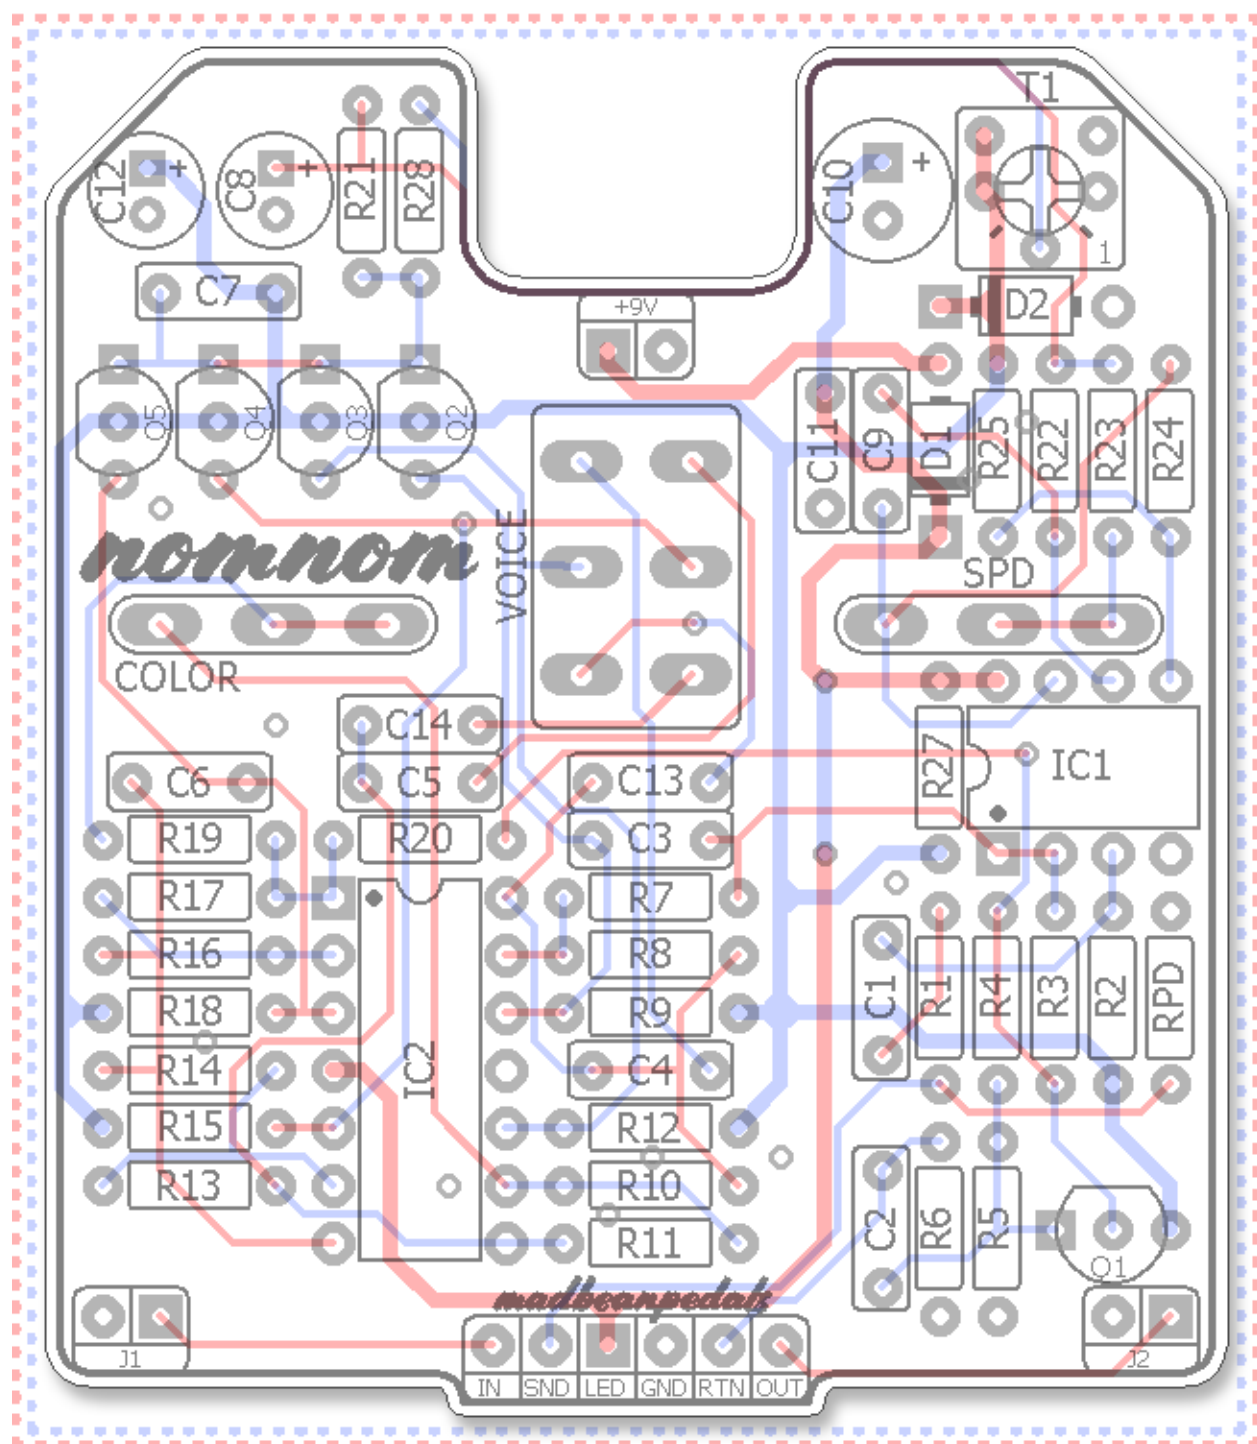 T1
C12 + C8 + R21 R28 C10 + 1
C7 +9V D2
Q5 Q4 Q3 Q2 C11 C9 D1 R25 R22 R23 R24
nomnom VOICE SPD
COLOR
C14
C6 C5 C13 R27 IC1
R19 R20 C3
R17 R7
R16 R8
R18 R9 C1 R1 R4 R3 R2 RPD
R14 IC2 C4
R15 R12
R13 R10 C2 R6 R5
R11 Q1
madbeanpedals
J1 J2
IN SND LED GND RTN OUT